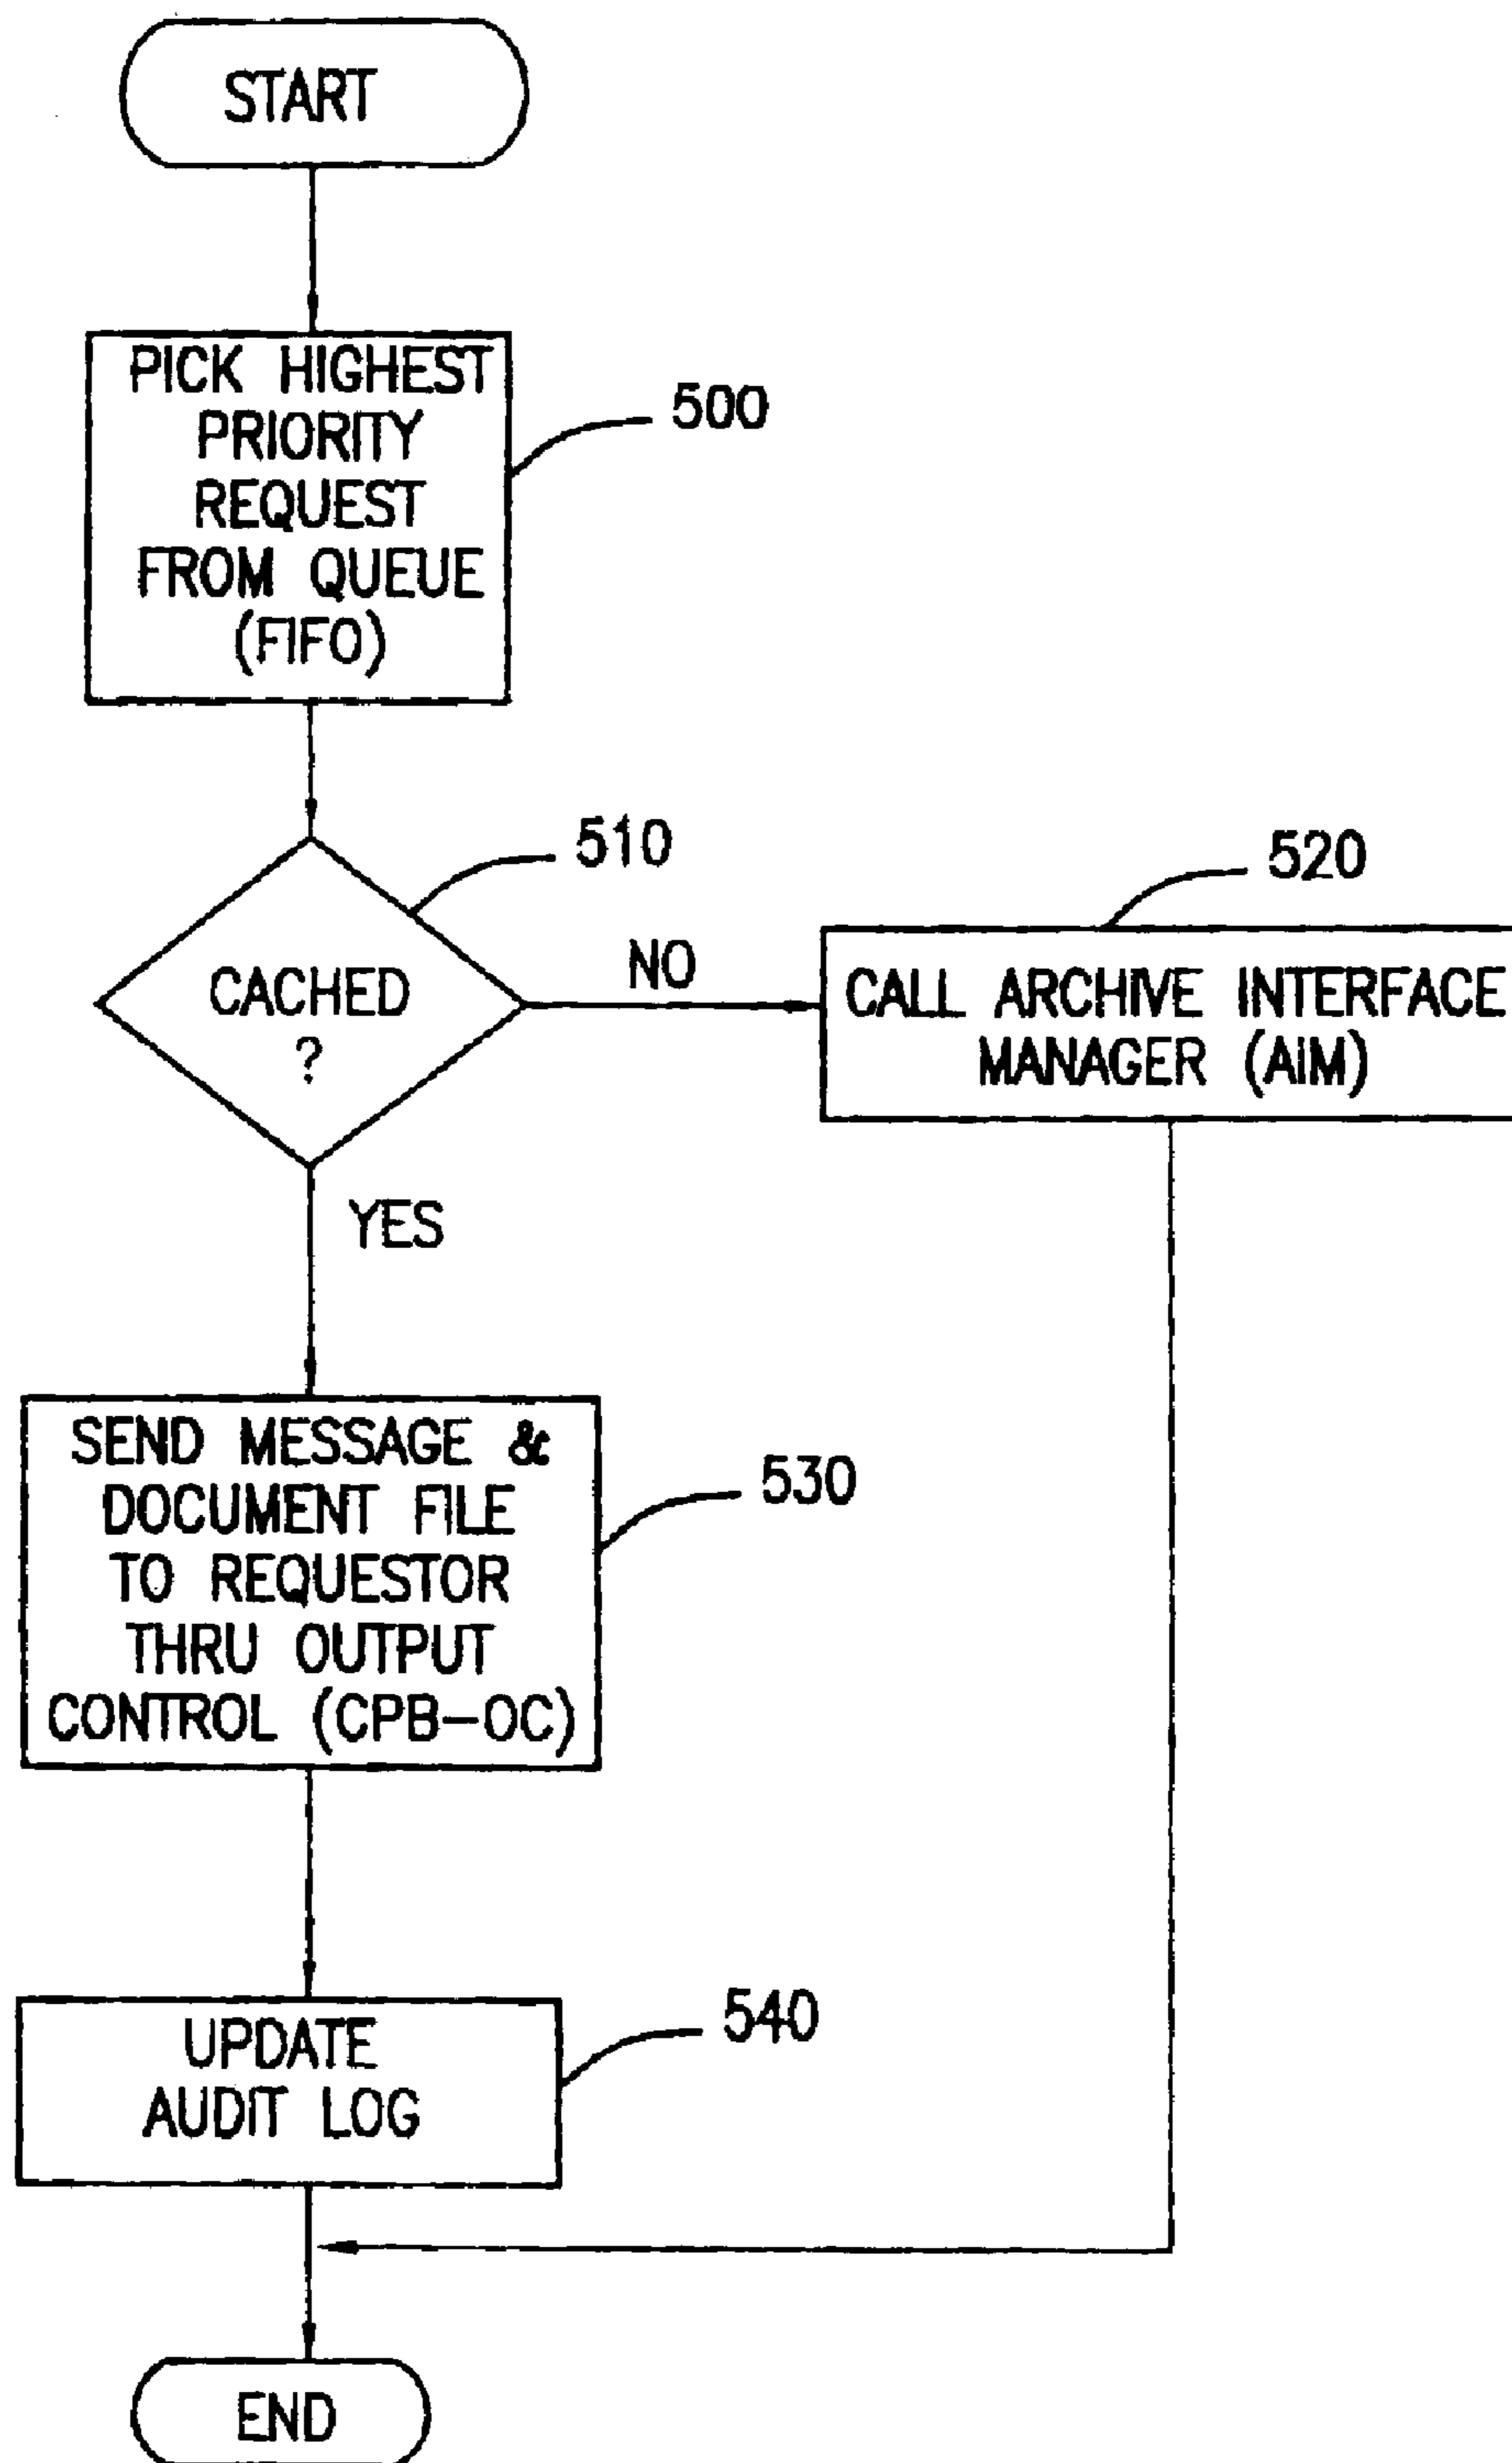 START
PICK HIGHEST
PRIORITY
REQUEST
FROM QUEUE
(FIFO)
500
CACHED
?
510
NO
520
CALL ARCHIVE INTERFACE
MANAGER (AIM)
YES
SEND MESSAGE &
DOCUMENT FILE
TO REQUESTOR
THRU OUTPUT
CONTROL (CPB-OC)
530
UPDATE
AUDIT LOG
540
END